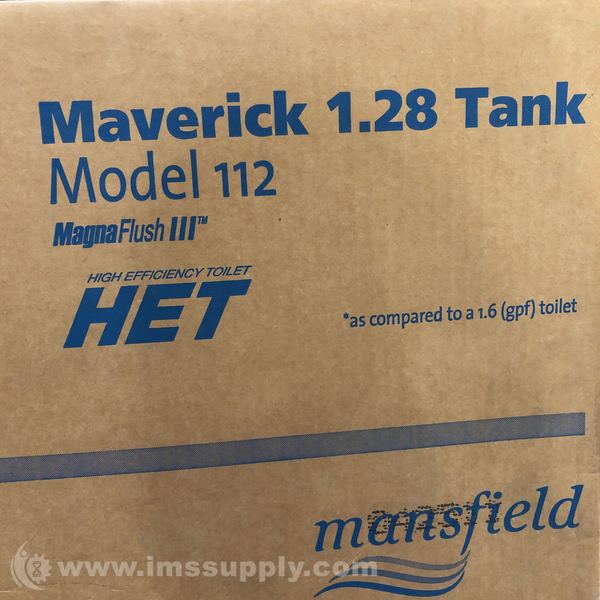 Maverick 1.28 Tank
Model 112
MagnaFlush III™
HIGH EFFICIENCY TOILET
HET
*as compared to a 1.6 (gpf) toilet
mansfield
www.imssupply.com